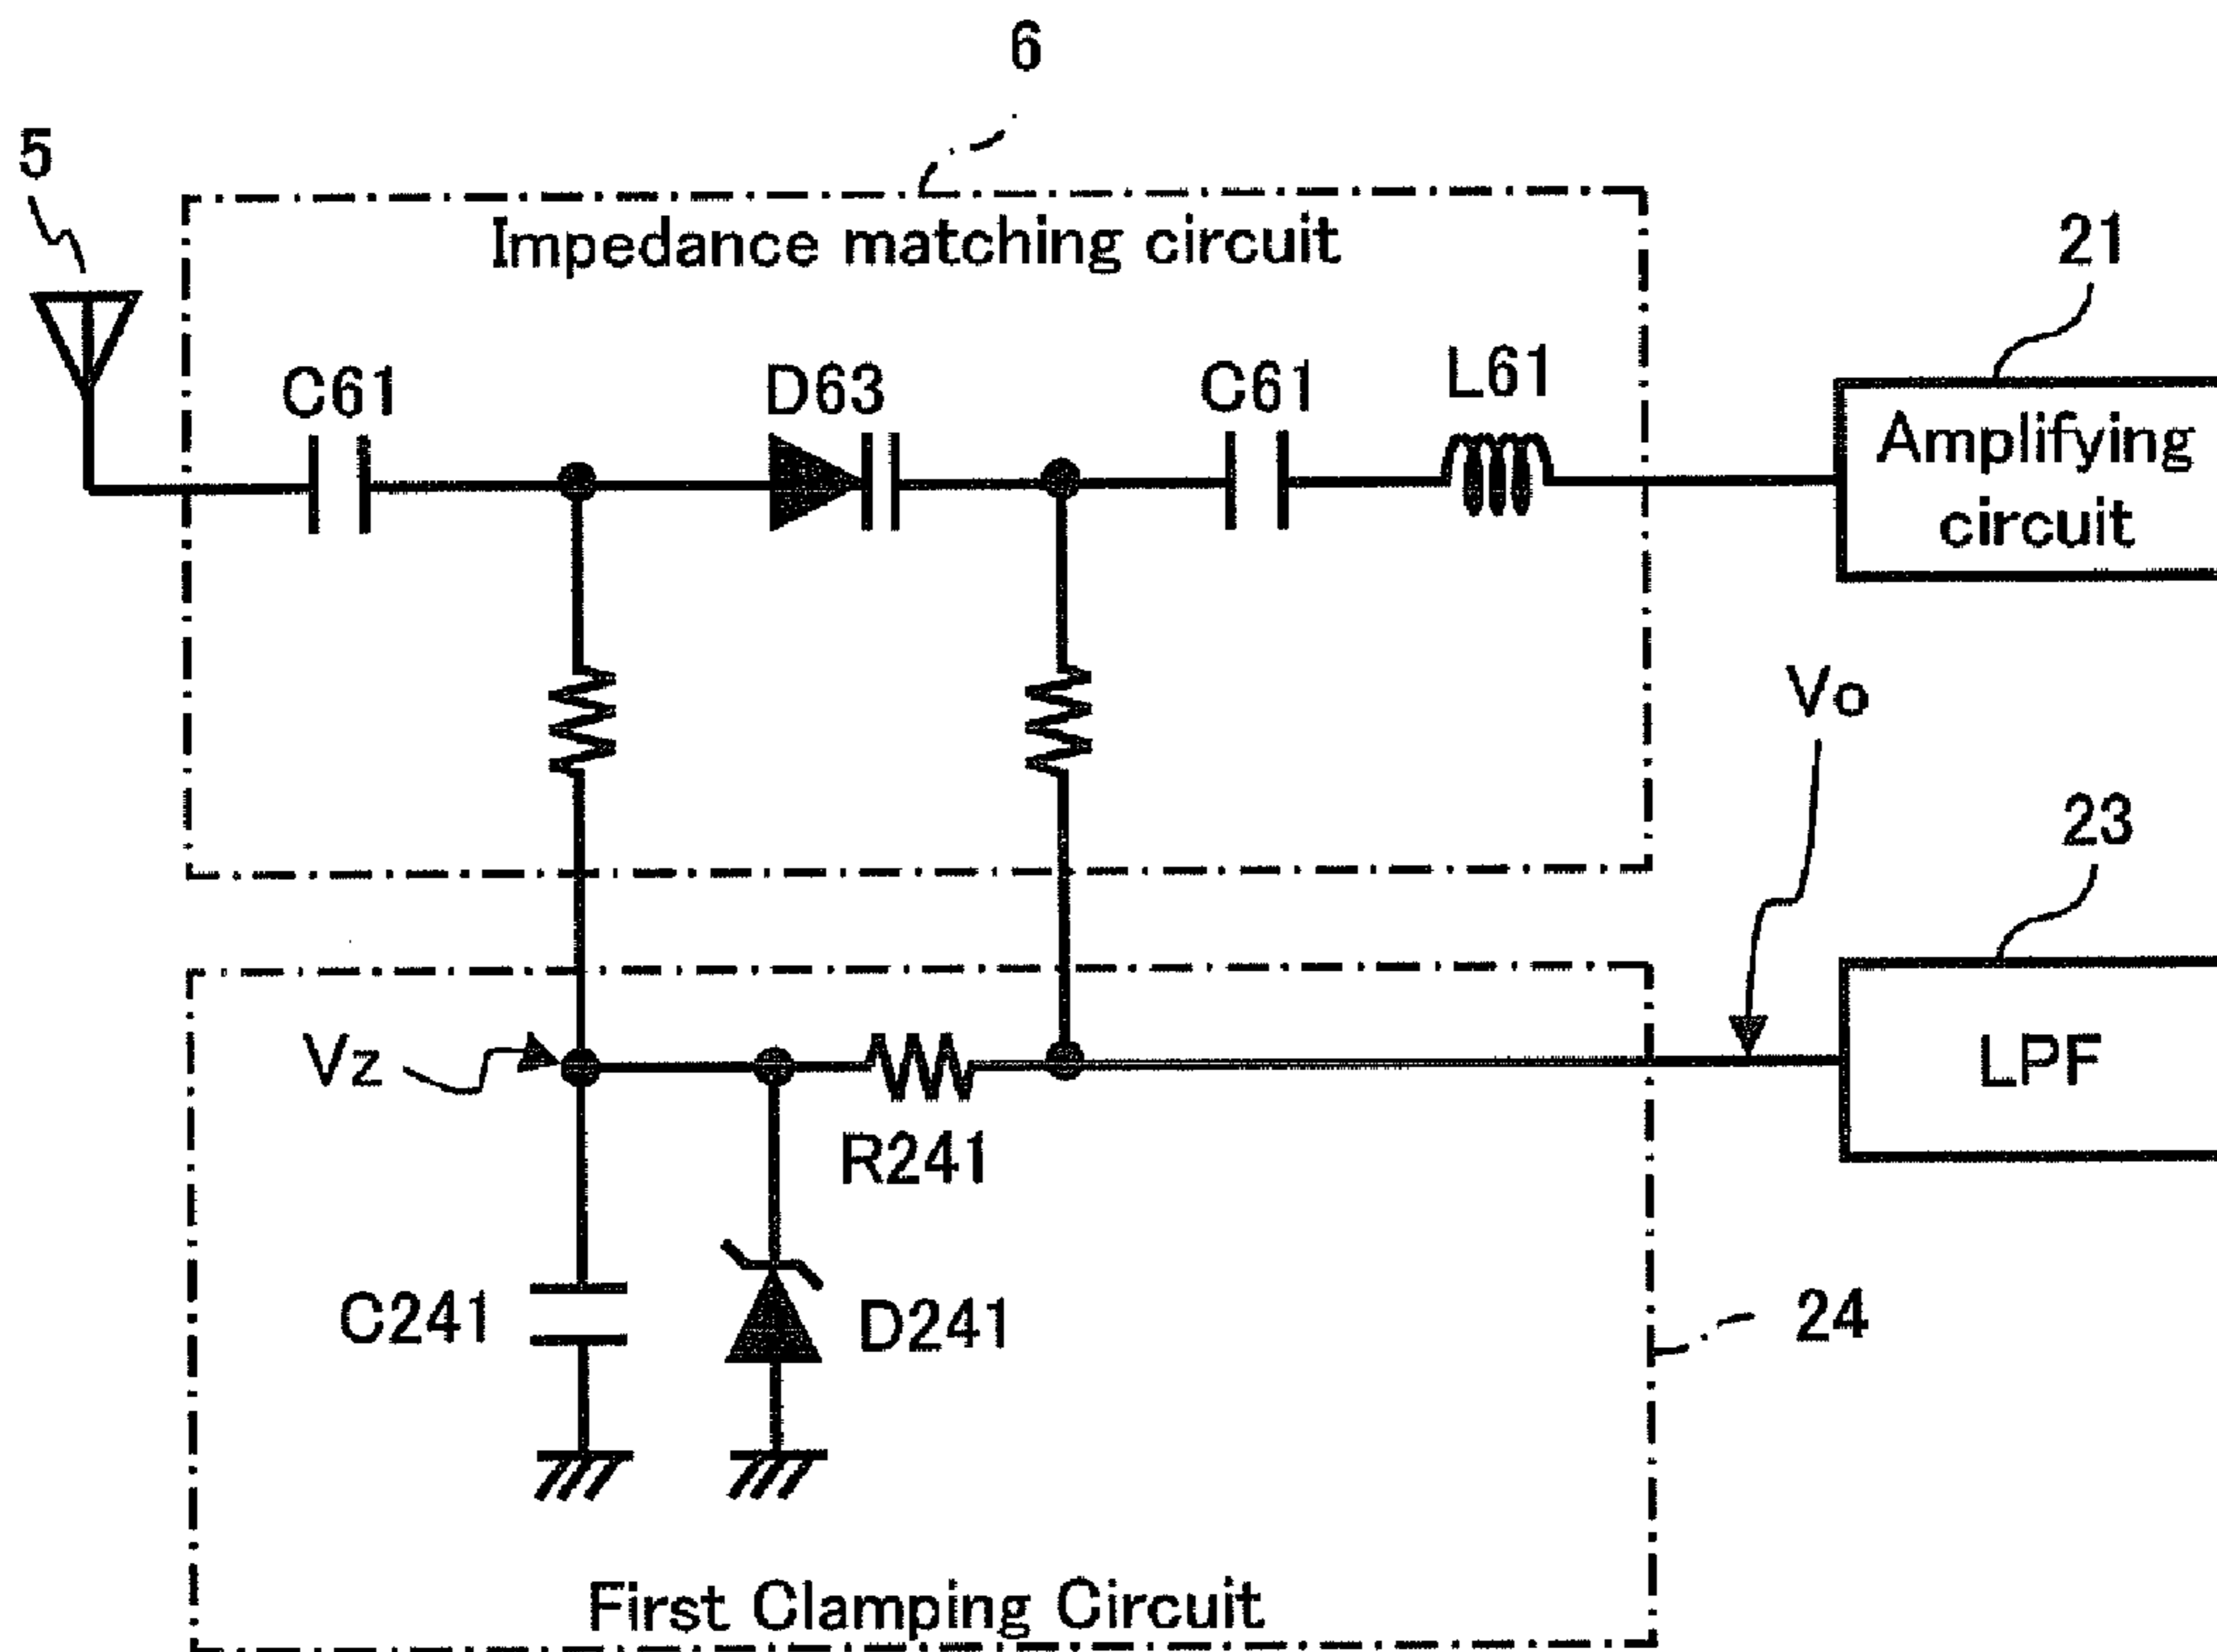 6
5
Impedance matching circuit
21
C61
D63
C61
L61
Amplifying
circuit
Vo
23
Vz
LPF
R241
C241
D241
24
First Clamping Circuit